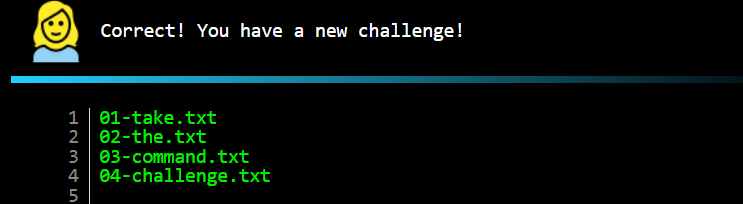 Correct! You have a new challenge!
1 01-take.txt
2 02-the.txt
3 03-command.txt
4 04-challenge.txt
5